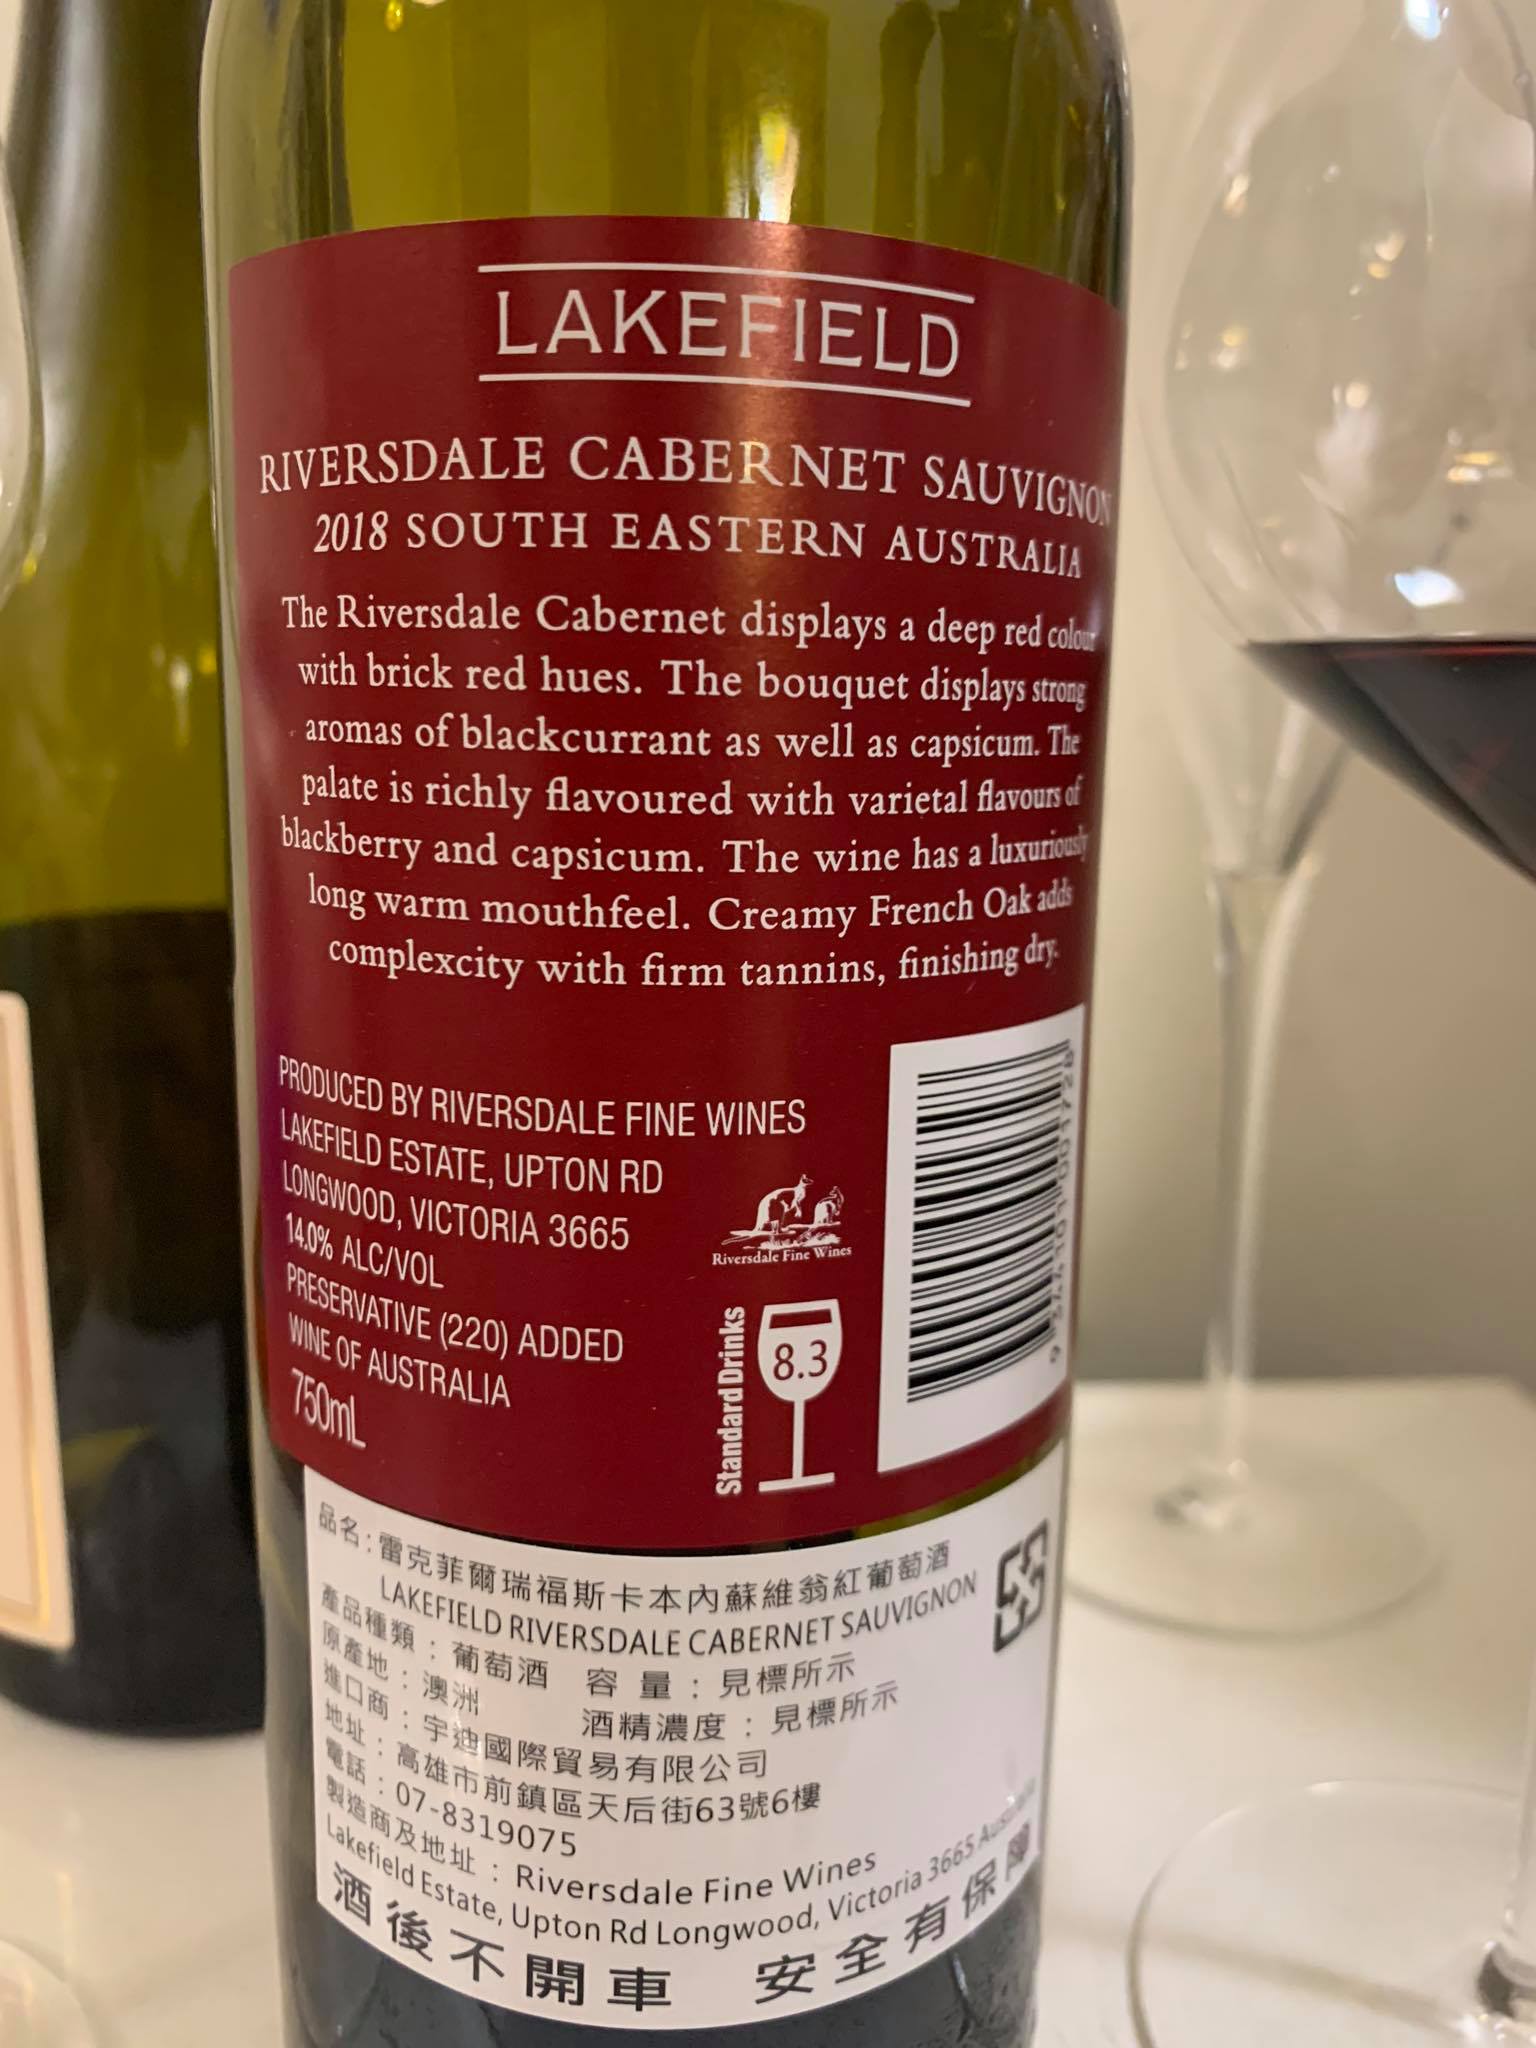 LAKEFIELD
RIVERSDALE CABERNET SAUVIGNON
2018 SOUTH EASTERN AUSTRALIA
The Riversdale Cabernet displays a deep red colour
with brick red hues. The bouquet displays strong
aromas of blackcurrant as well as capsicum. The
palate is richly flavoured with varietal flavours of
blackberry and capsicum. The wine has a luxuriously
long warm mouthfeel. Creamy French Oak adds
complexcity with firm tannins, finishing dry.
PRODUCED BY RIVERSDALE FINE WINES
LAKEFIELD ESTATE, UPTON RD
LONGWOOD, VICTORIA 3665
14.0% ALC/VOL
PRESERVATIVE (220) ADDED
WINE OF AUSTRALIA
750mL
Riversdale Fine Wines
Standard Drinks
8.3
品名：雷克菲爾瑞福斯卡本內蘇維翁紅葡萄酒
LAKEFIELD RIVERSDALE CABERNET SAUVIGNON
產品種類：葡萄酒 容 量：見標所示
原產地：澳洲 酒精濃度：見標所示
進口商：宇迪國際貿易有限公司
地址：高雄市前鎮區天后街63號6樓
電話：07-8319075
製造商及地址：Riversdale Fine Wines
Lakefield Estate, Upton Rd Longwood, Victoria 3665 Australia
酒後不開車 安全有保障